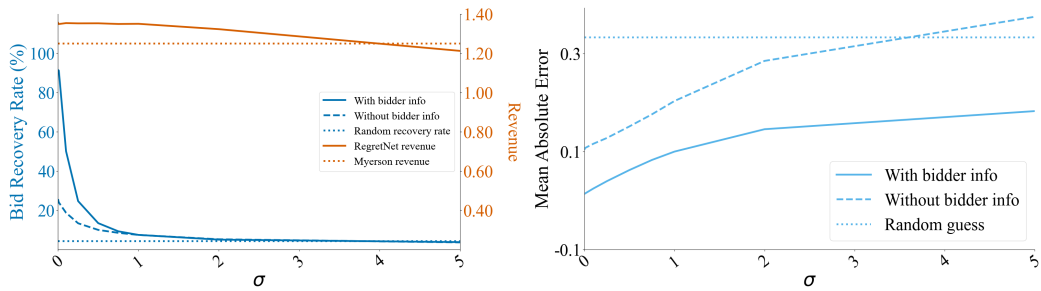 1.40
100
1.20
80
1.00
60
0.80
40
0.60
20
0.40
Bid Recovery Rate (%)
Revenue
With bidder info
Without bidder info
Random recovery rate
RegretNet revenue
Myerson revenue
0
1
2
3
4
5
σ
Mean Absolute Error
0.3
0.1
-0.1
With bidder info
Without bidder info
Random guess
0
1
2
3
4
5
σ